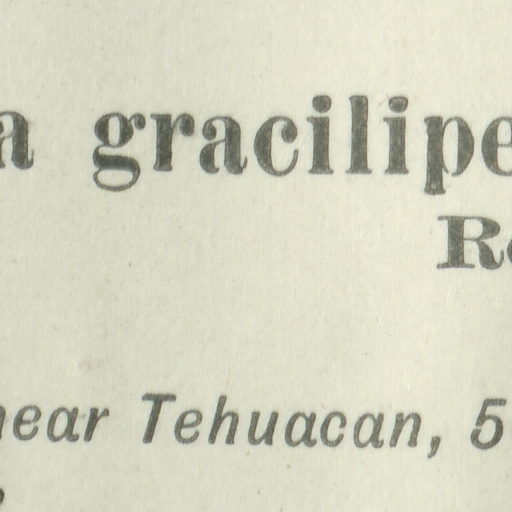 a gracilipe
R
near Tehuacan, 5